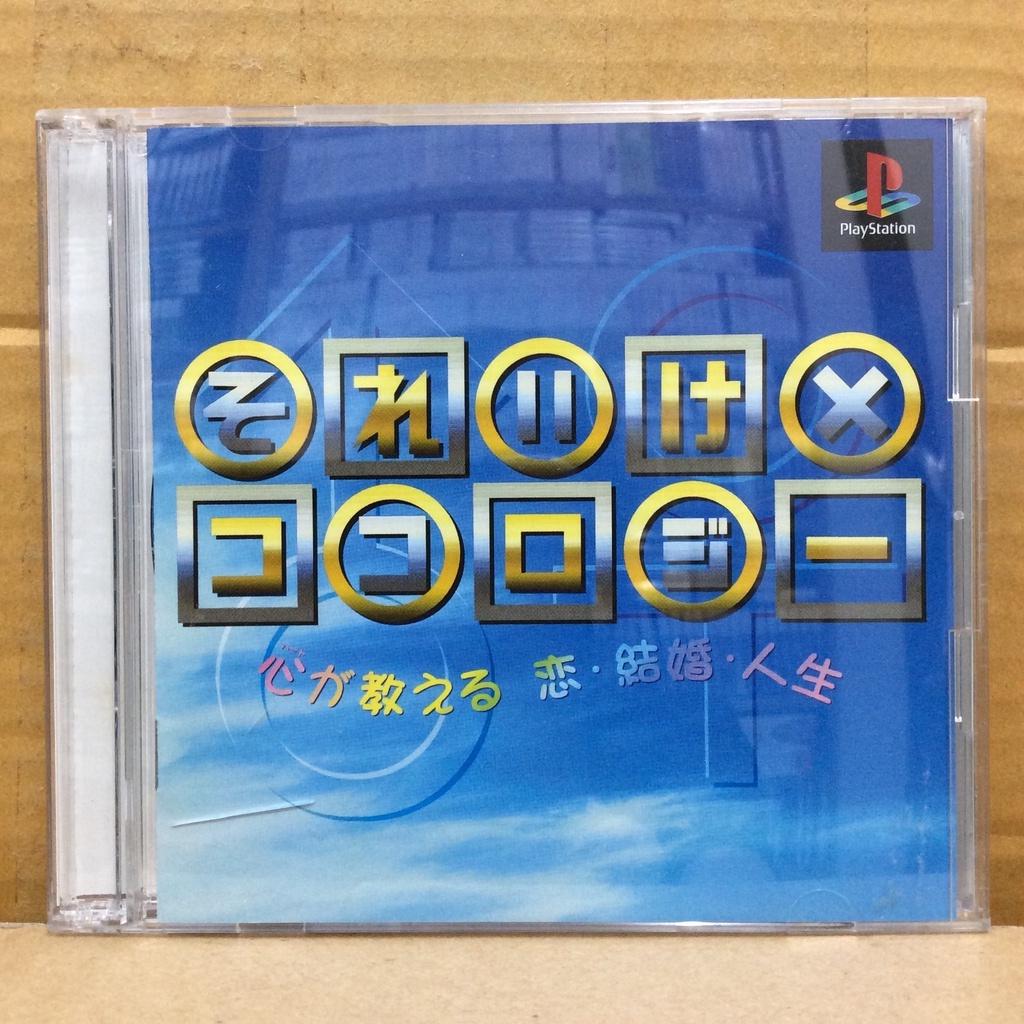 PlayStation
それいけ×
ココロジー
心が教える 恋・結婚・人生